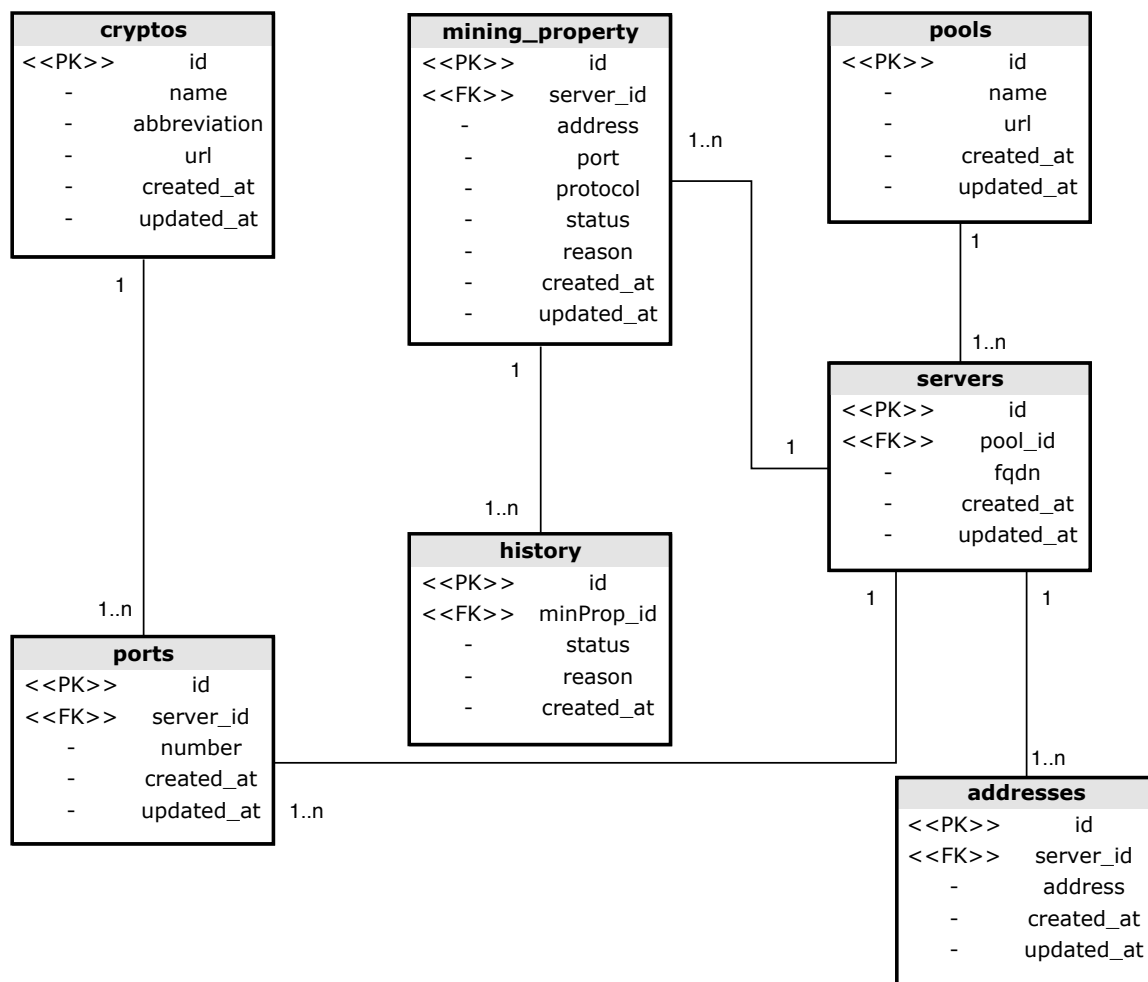 cryptos
<<PK>> id
- name
- abbreviation
- url
- created_at
- updated_at
1
1..n
mining_property
<<PK>> id
<<FK>> server_id
- address
- port
- protocol
- status
- reason
- created_at
- updated_at
1..n
1
1
1..n
pools
<<PK>> id
- name
- url
- created_at
- updated_at
1
1..n
servers
<<PK>> id
<<FK>> pool_id
- fqdn
- created_at
- updated_at
1
1
history
<<PK>> id
<<FK>> minProp_id
- status
- reason
- created_at
ports
<<PK>> id
<<FK>> server_id
- number
- created_at
- updated_at
1..n
1..n
addresses
<<PK>> id
<<FK>> server_id
- address
- created_at
- updated_at